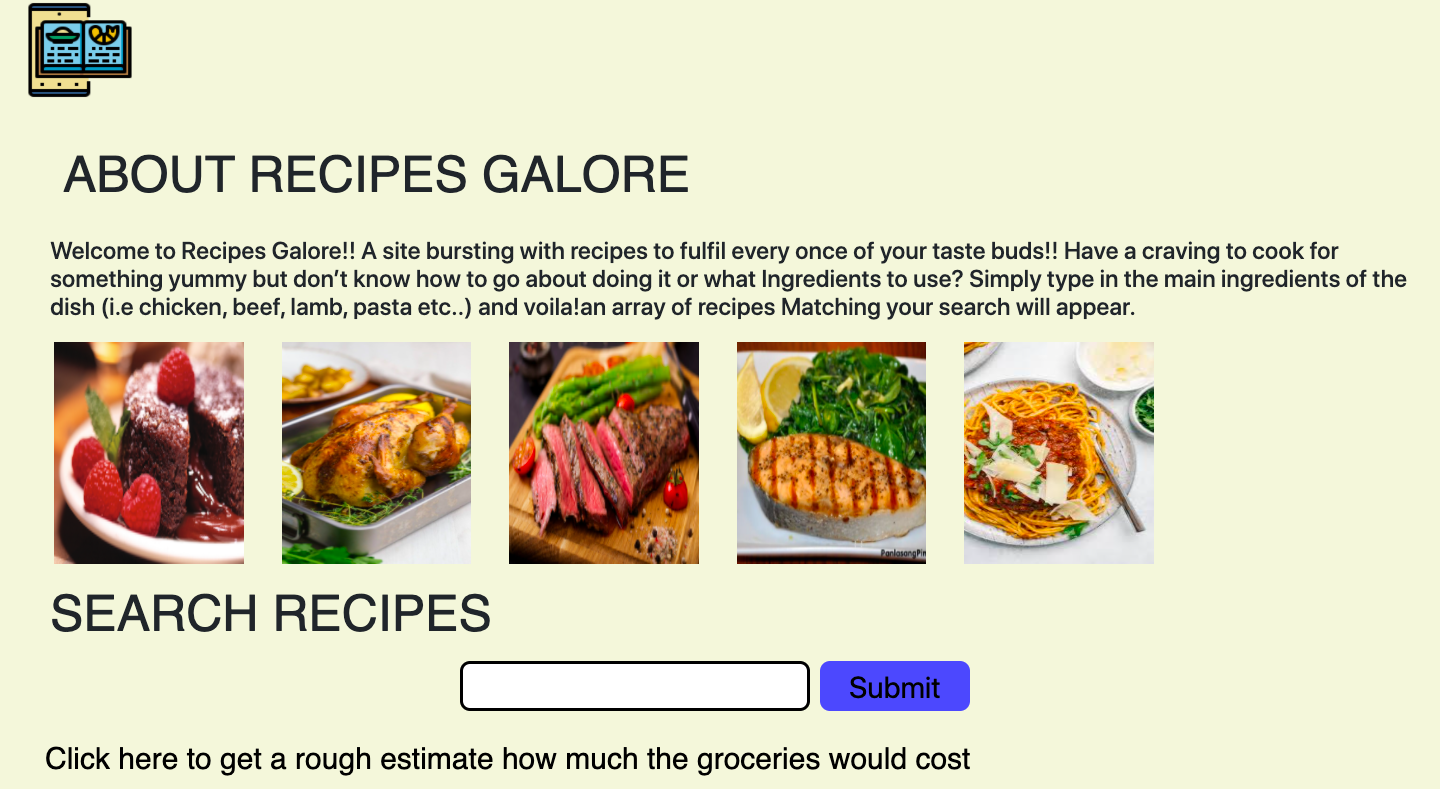 ABOUT RECIPES GALORE
Welcome to Recipes Galore!! A site bursting with recipes to fulfil every once of your taste buds!! Have a craving to cook for
something yummy but don’t know how to go about doing it or what Ingredients to use? Simply type in the main ingredients of the
dish (i.e chicken, beef, lamb, pasta etc..) and voila!an array of recipes Matching your search will appear.
PanlasangPin
SEARCH RECIPES
Submit
Click here to get a rough estimate how much the groceries would cost